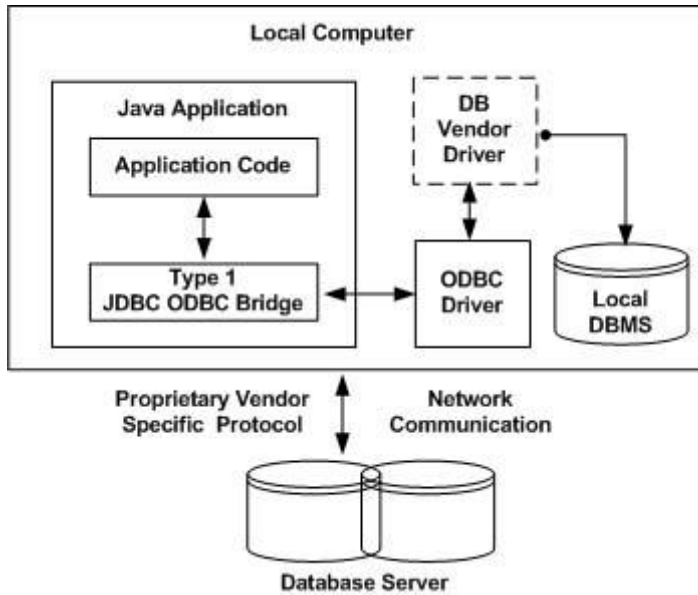 Local Computer
Java Application
Application Code
Type 1
JDBC ODBC Bridge
DB
Vendor
Driver
ODBC
Driver
Local
DBMS
Proprietary Vendor
Specific Protocol
Network
Communication
Database Server